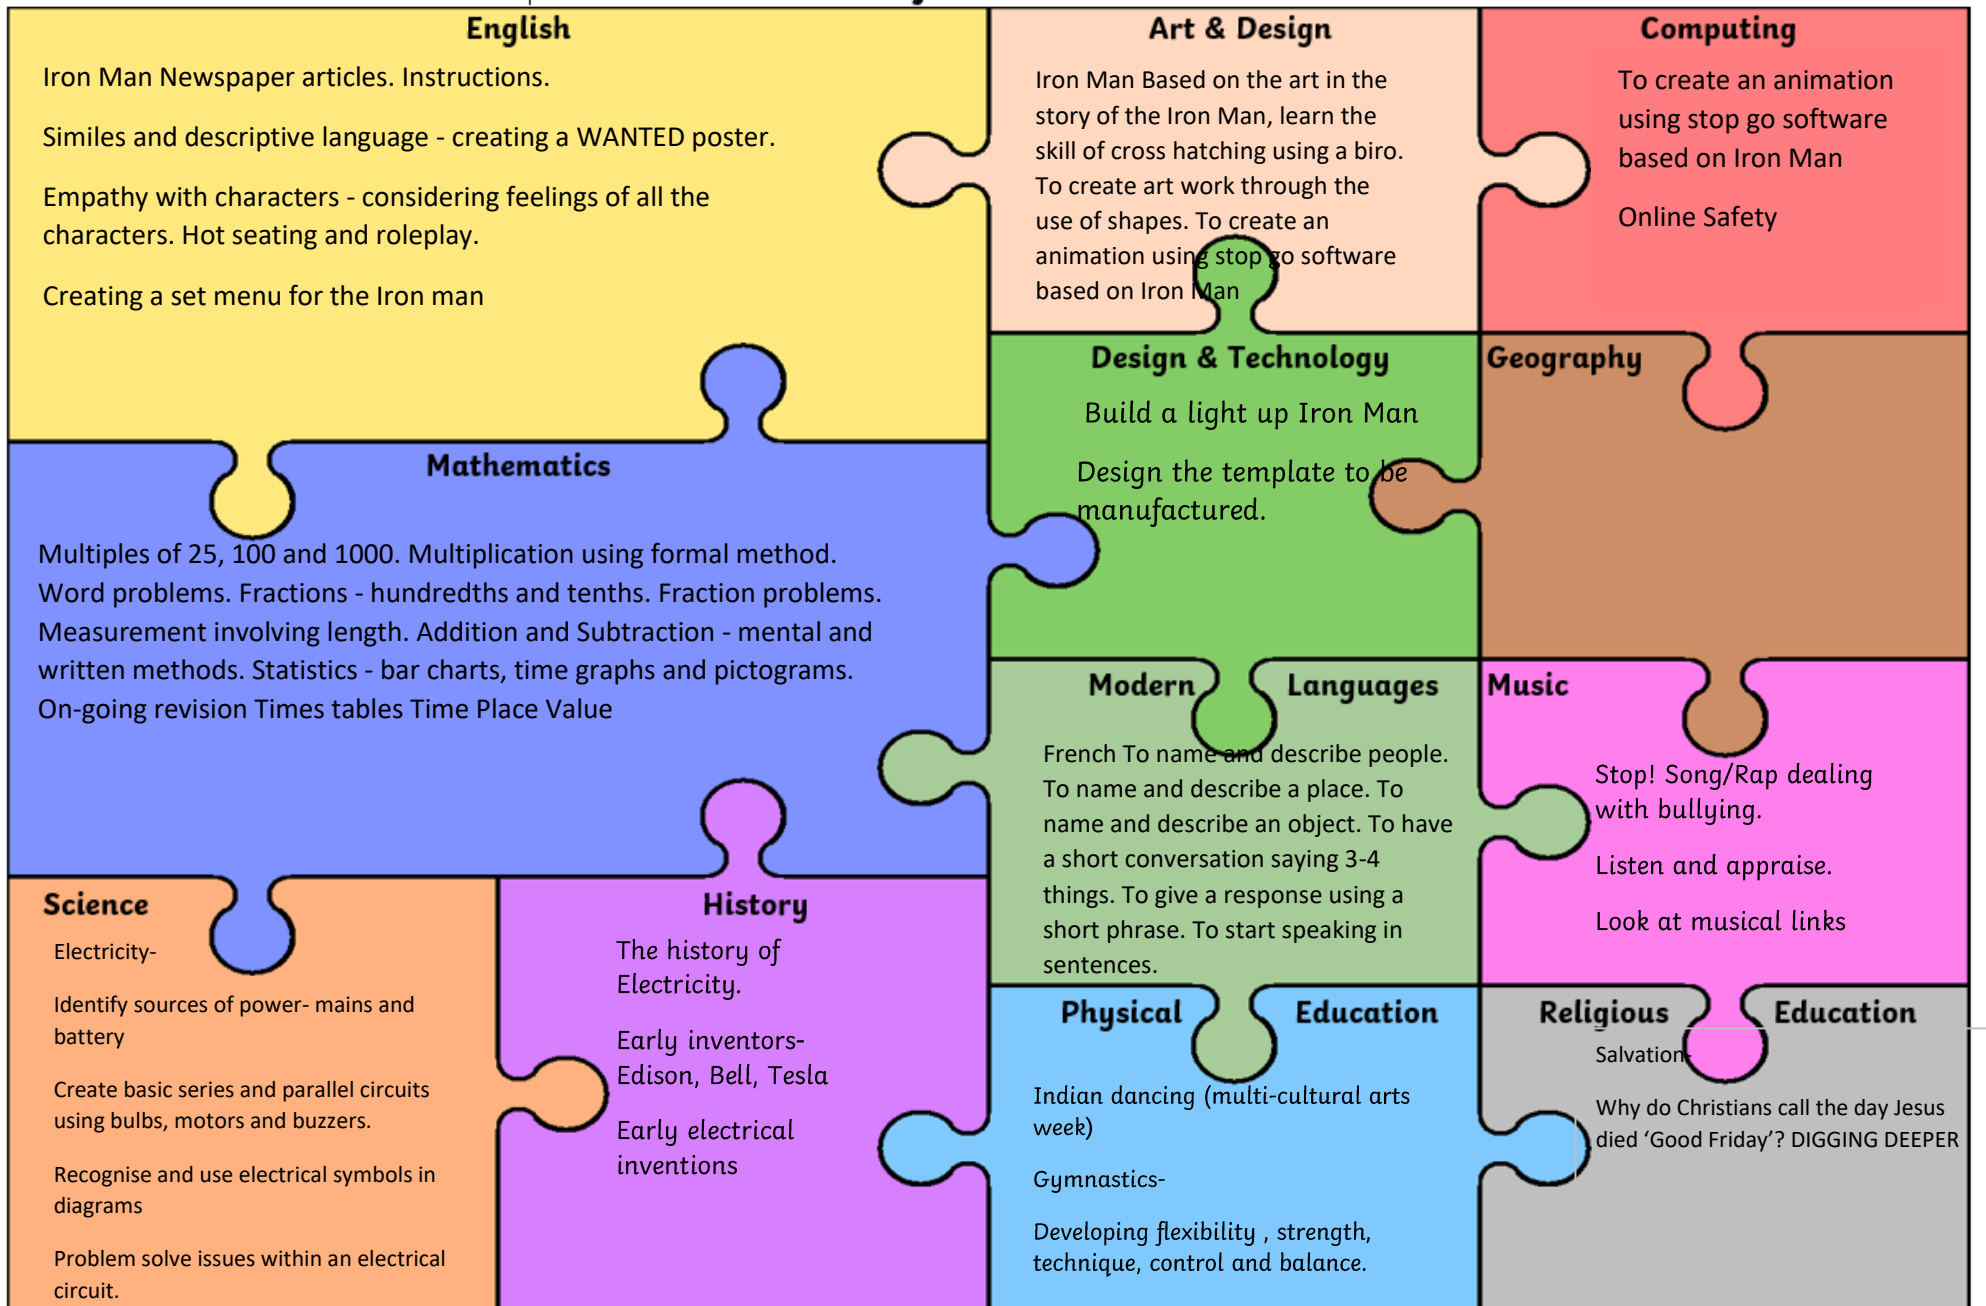 English
Iron Man Newspaper articles. Instructions.
Similes and descriptive language - creating a WANTED poster.
Empathy with characters - considering feelings of all the
characters. Hot seating and roleplay.
Creating a set menu for the Iron man
Art & Design
Iron Man Based on the art in the
story of the Iron Man, learn the
skill of cross hatching using a biro.
To create art work through the
use of shapes. To create an
animation using stop go software
based on Iron Man
Computing
To create an animation
using stop go software
based on Iron Man
Online Safety
Mathematics
Multiples of 25, 100 and 1000. Multiplication using formal method.
Word problems. Fractions - hundredths and tenths. Fraction problems.
Measurement involving length. Addition and Subtraction - mental and
written methods. Statistics - bar charts, time graphs and pictograms.
On-going revision Times tables Time Place Value
Design & Technology
Build a light up Iron Man
Design the template to be
manufactured.
Geography
Modern Languages
French To name and describe people.
To name and describe a place. To
name and describe an object. To have
a short conversation saying 3-4
things. To give a response using a
short phrase. To start speaking in
sentences.
Music
Stop! Song/Rap dealing
with bullying.
Listen and appraise.
Look at musical links
Science
Electricity-
Identify sources of power- mains and
battery
Create basic series and parallel circuits
using bulbs, motors and buzzers.
Recognise and use electrical symbols in
diagrams
Problem solve issues within an electrical
circuit.
History
The history of
Electricity.
Early inventors-
Edison, Bell, Tesla
Early electrical
inventions
Physical Education
Indian dancing (multi-cultural arts
week)
Gymnastics-
Developing flexibility , strength,
technique, control and balance.
Religious Education
Salvation-
Why do Christians call the day Jesus
died ‘Good Friday’? DIGGING DEEPER